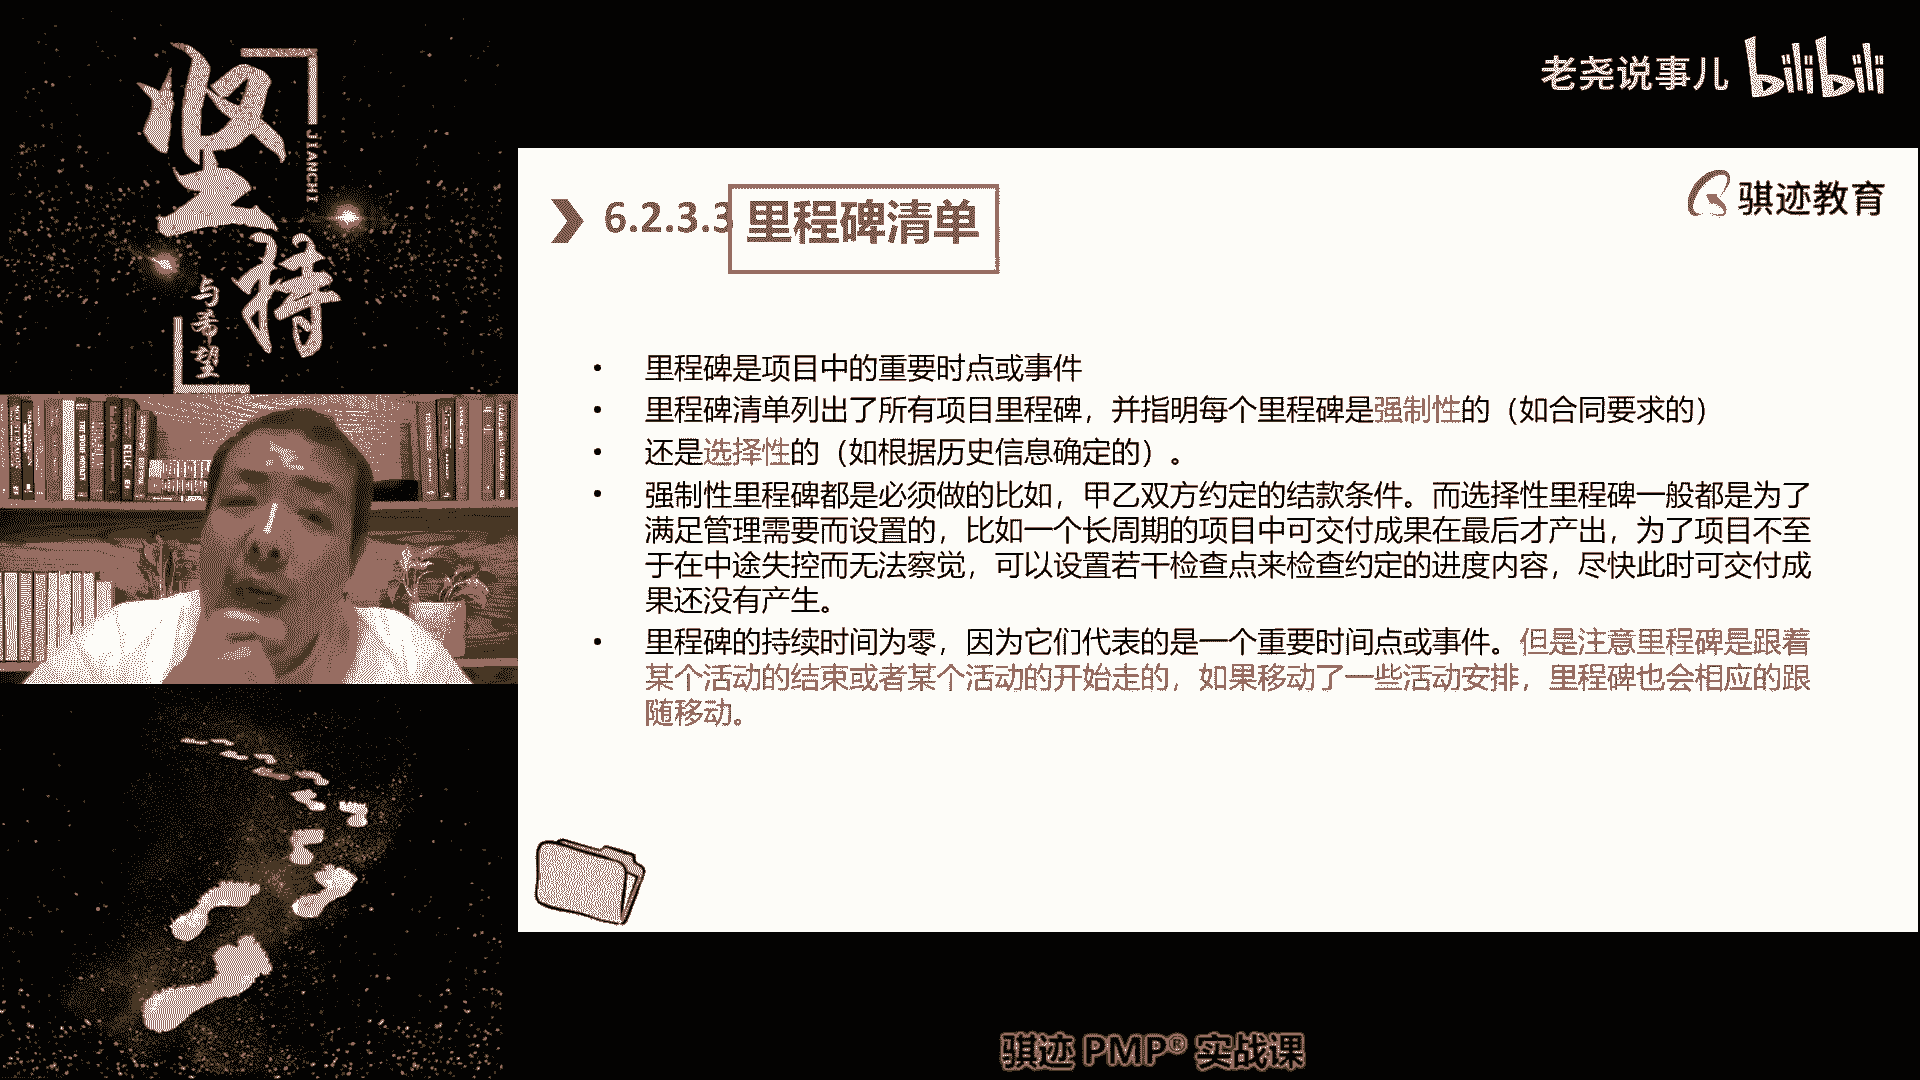 坚持
JIANCHI
与希望
老尧说事儿 bilibili
骐迹教育
6.2.3.3 里程碑清单
• 里程碑是项目中的重要时点或事件
• 里程碑清单列出了所有项目里程碑，并指明每个里程碑是强制性的（如合同要求的）
• 还是选择性的（如根据历史信息确定的）。
• 强制性里程碑都是必须做的比如，甲乙双方约定的结款条件。而选择性里程碑一般都是为了
满足管理需要而设置的，比如一个长周期的项目中可交付成果在最后才产出，为了项目不至
于在中途失控而无法察觉，可以设置若干检查点来检查约定的进度内容，尽快此时可交付成
果还没有产生。
• 里程碑的持续时间为零，因为它们代表的是一个重要时间点或事件。但是注意里程碑是跟着
某个活动的结束或者某个活动的开始走的，如果移动了一些活动安排，里程碑也会相应的跟
随移动。
骐迹 PMP® 实战课